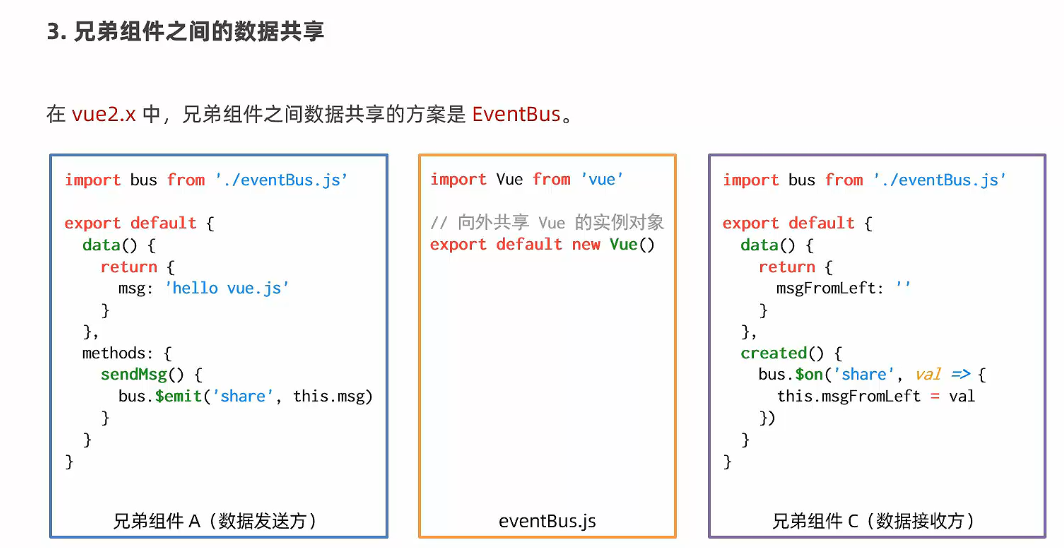 3. 兄弟组件之间的数据共享
在 vue2.x 中，兄弟组件之间数据共享的方案是 EventBus。
import bus from './eventBus.js'
export default {
data() {
return {
msg: 'hello vue.js'
}
},
methods: {
sendMsg() {
bus.$emit('share', this.msg)
}
}
}
兄弟组件 A（数据发送方）
import Vue from 'vue'
// 向外共享 Vue 的实例对象
export default new Vue()
eventBus.js
import bus from './eventBus.js'
export default {
data() {
return {
msgFromLeft: ''
}
},
created() {
bus.$on('share', val => {
this.msgFromLeft = val
})
}
}
兄弟组件 C（数据接收方）